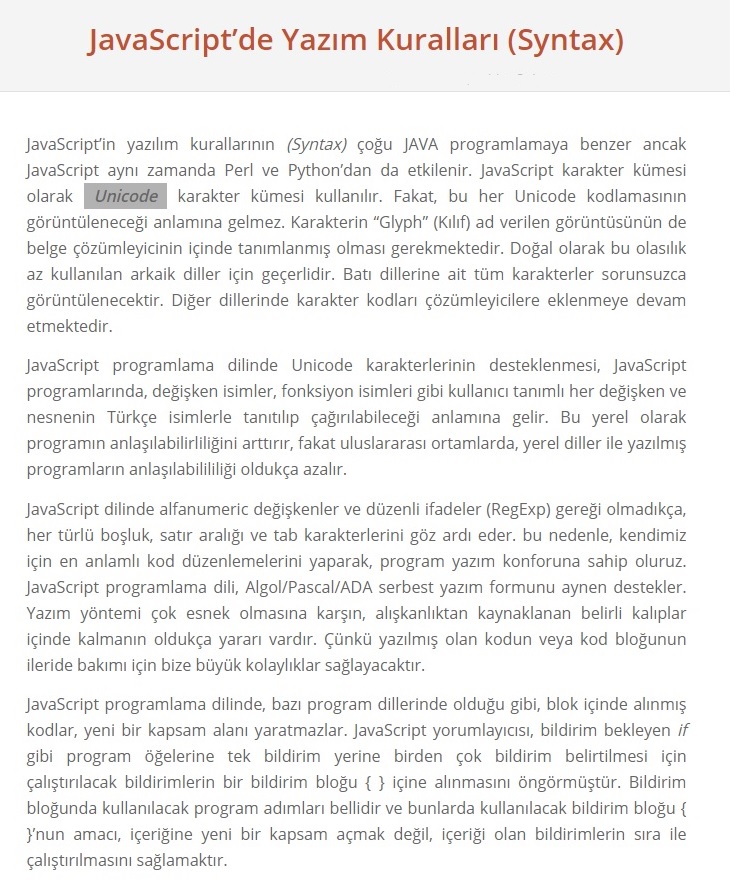 JavaScript’de Yazım Kuralları (Syntax)
JavaScript’in yazılım kurallarının (Syntax) çoğu JAVA programlamaya benzer ancak
JavaScript aynı zamanda Perl ve Python’dan da etkilenir. JavaScript karakter kümesi
olarak Unicode karakter kümesi kullanılır. Fakat, bu her Unicode kodlamasının
görüntüleneceği anlamına gelmez. Karakterin “Glyph” (Kılıf) ad verilen görüntüsünün de
belge çözümleyicinin içinde tanımlanmış olması gerekmektedir. Doğal olarak bu olasılık
az kullanılan arkaik diller için geçerlidir. Batı dillerine ait tüm karakterler sorunsuzca
görüntülenecektir. Diğer dillerinde karakter kodları çözümleyicilere eklenmeye devam
etmektedir.
JavaScript programlama dilinde Unicode karakterlerinin desteklenmesi, JavaScript
programlarında, değişken isimler, fonksiyon isimleri gibi kullanıcı tanımlı her değişken ve
nesnenin Türkçe isimlerle tanıtılıp çağırılabileceği anlamına gelir. Bu yerel olarak
programın anlaşılabilirliliğini arttırır, fakat uluslararası ortamlarda, yerel diller ile yazılmış
programların anlaşılabilililiği oldukça azalır.
JavaScript dilinde alfanumeric değişkenler ve düzenli ifadeler (RegExp) gereği olmadıkça,
her türlü boşluk, satır aralığı ve tab karakterlerini göz ardı eder. bu nedenle, kendimiz
için en anlamlı kod düzenlemelerini yaparak, program yazım konforuna sahip oluruz.
JavaScript programlama dili, Algol/Pascal/ADA serbest yazım formunu aynen destekler.
Yazım yöntemi çok esnek olmasına karşın, alışkanlıktan kaynaklanan belirli kalıplar
içinde kalmanın oldukça yararı vardır. Çünkü yazılmış olan kodun veya kod bloğunun
ileride bakımı için bize büyük kolaylıklar sağlayacaktır.
JavaScript programlama dilinde, bazı program dillerinde olduğu gibi, blok içinde alınmış
kodlar, yeni bir kapsam alanı yaratmazlar. JavaScript yorumlayıcısı, bildirim bekleyen if
gibi program öğelerine tek bildirim yerine birden çok bildirim belirtilmesi için
çalıştırılacak bildirimlerin bir bildirim bloğu { } içine alınmasını öngörmüştür. Bildirim
bloğunda kullanılacak program adımları bellidir ve bunlarda kullanılacak bildirim bloğu {
}’nun amacı, içeriğine yeni bir kapsam açmak değil, içeriği olan bildirimlerin sıra ile
çalıştırılmasını sağlamaktır.